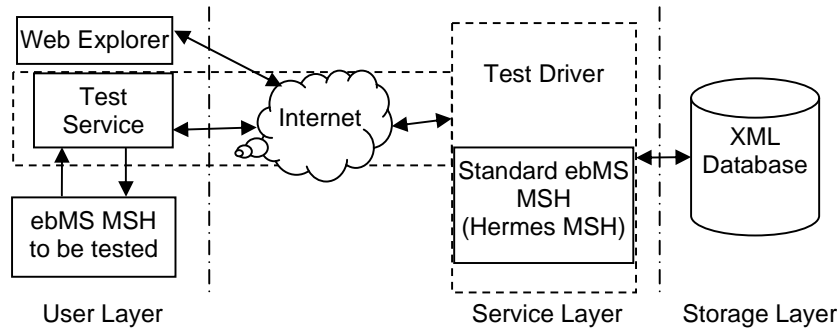 Web Explorer
Test
Service
ebMS MSH
to be tested
Internet
Test Driver
Standard ebMS
MSH
(Hermes MSH)
XML
Database
User Layer
Service Layer
Storage Layer